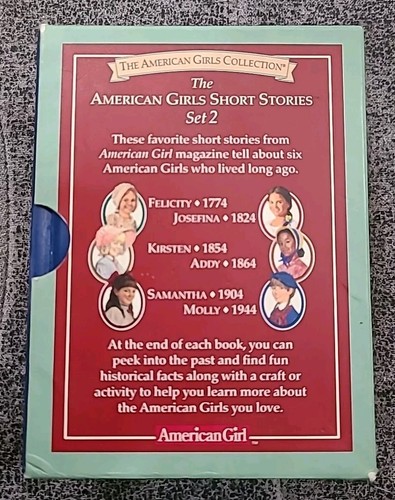 THE AMERICAN GIRLS COLLECTION®
The
AMERICAN GIRLS SHORT STORIES™
Set 2
These favorite short stories from
American Girl magazine tell about six
American Girls who lived long ago.
FELICITY ♦ 1774
JOSEFINA ♦ 1824
KIRSTEN ♦ 1854
ADDY ♦ 1864
SAMANTHA ♦ 1904
MOLLY ♦ 1944
At the end of each book, you can
peek into the past and find fun
historical facts along with a craft or
activity to help you learn more about
the American Girls you love.
American Girl™